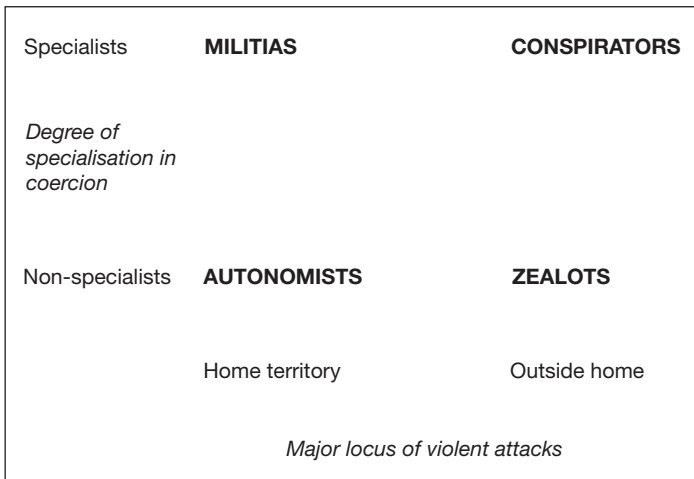 Specialists MILITIAS CONSPIRATORS
Degree of
specialisation in
coercion
Non-specialists AUTONOMISTS ZEALOTS
Home territory Outside home
Major locus of violent attacks